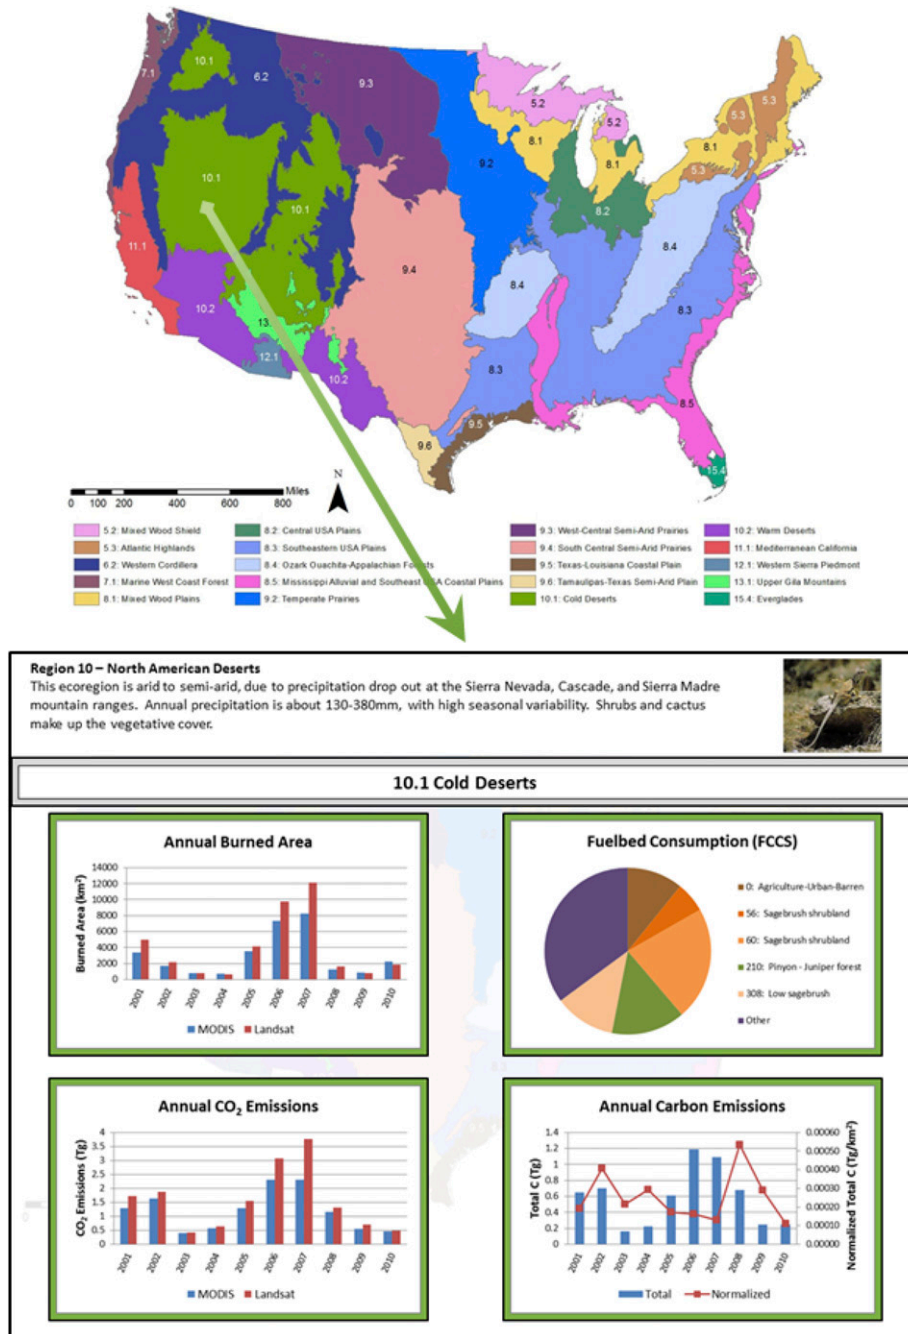 7.1
10.1
6.2
9.3
5.2
5.2
5.3
5.3
8.1
8.1
8.1
5.3
9.2
10.1
10.1
8.2
11.1
9.4
8.4
8.4
10.2
13.
8.3
12.1
10.2
8.3
9.5
8.5
9.6
15.4
N
Miles
0 100 200 400 600 800
5.2: Mixed Wood Shield
5.3: Atlantic Highlands
6.2: Western Cordillera
7.1: Marine West Coast Forest
8.1: Mixed Wood Plains
8.2: Central USA Plains
8.3: Southeastern USA Plains
8.4: Ozark Ouachita-Appalachian Forests
8.5: Mississippi Alluvial and Southeast USA Coastal Plains
9.2: Temperate Prairies
9.3: West-Central Semi-Arid Prairies
9.4: South Central Semi-Arid Prairies
9.5: Texas-Louisiana Coastal Plain
9.6: Tamaulipas-Texas Semi-Arid Plain
10.1: Cold Deserts
10.2: Warm Deserts
11.1: Mediterranean California
12.1: Western Sierra Piedmont
13.1: Upper Gila Mountains
15.4: Everglades
Region 10 – North American Deserts
This ecoregion is arid to semi-arid, due to precipitation drop out at the Sierra Nevada, Cascade, and Sierra Madre
mountain ranges. Annual precipitation is about 130-380mm, with high seasonal variability. Shrubs and cactus
make up the vegetative cover.
10.1 Cold Deserts
Annual Burned Area
Burned Area (km²)
14000
12000
10000
8000
6000
4000
2000
0
2001 2002 2003 2004 2005 2006 2007 2008 2009 2010
MODIS Landsat
Fuelbed Consumption (FCCS)
0: Agriculture-Urban-Barren
56: Sagebrush shrubland
60: Sagebrush shrubland
210: Pinyon - Juniper forest
308: Low sagebrush
Other
Annual CO₂ Emissions
CO₂ Emissions (Tg)
4
3.5
3
2.5
2
1.5
1
0.5
0
2001 2002 2003 2004 2005 2006 2007 2008 2009 2010
MODIS Landsat
Annual Carbon Emissions
Total C (Tg)
1.4
1.2
1
0.8
0.6
0.4
0.2
0
0.00060
0.00050
0.00040
0.00030
0.00020
0.00010
0.00000
Normalized Total C (Tg/km²)
2001 2002 2003 2004 2005 2006 2007 2008 2009 2010
Total Normalized